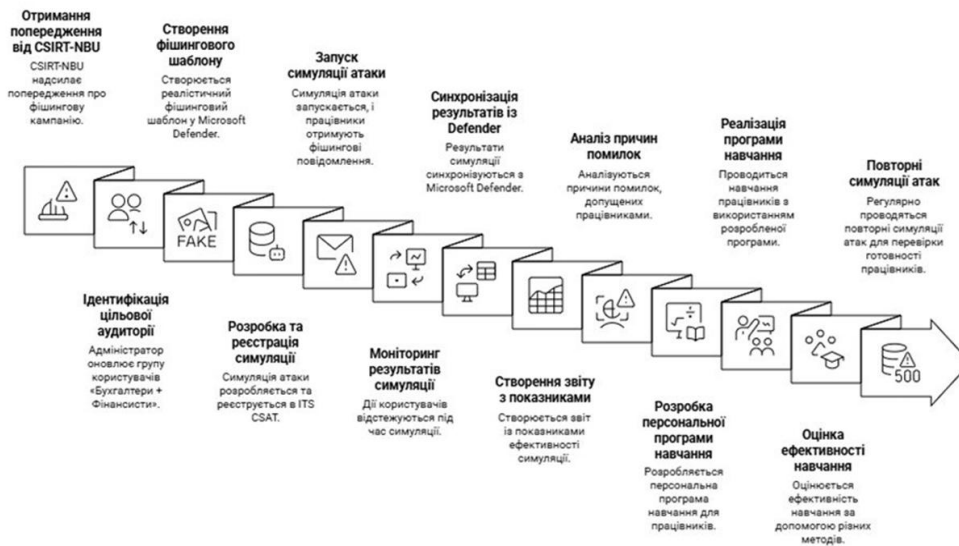 Отримання
попередження
від CSIRT-NBU
CSIRT-NBU
надсилає
попередження про
фішингову
кампанію.
Створення
фішингового
шаблону
Створюється
реалістичний
фішинговий
шаблон у Microsoft
Defender.
Запуск
симуляції атаки
Симуляція атаки
запускається, і
працівники
отримують
фішингові
повідомлення.
Синхронізація
результатів із
Defender
Результати
симуляції
синхронізуються з
Microsoft Defender.
Аналіз причин
помилок
Аналізуються
причини помилок,
допущених
працівниками.
Реалізація
програми
навчання
Проводиться
навчання
працівників з
використанням
розробленої
програми.
Повторні
симуляції атак
Регулярно
проводяться
повторні симуляції
атак для перевірки
готовності
працівників.
FAKE
500
Ідентифікація
цільової
аудиторії
Адміністратор
оновлює групу
користувачів
«Бухгалтери +
Фінансисти».
Розробка та
реєстрація
симуляції
Симуляція атаки
розробляється та
реєструється в ITS
CSAT.
Моніторинг
результатів
симуляції
Дії користувачів
відстежуються під
час симуляції.
Створення звіту
з показниками
Створюється звіт
із показниками
ефективності
симуляції.
Розробка
персональної
програми
навчання
Розробляється
персональна
програма
навчання для
працівників.
Оцінка
ефективності
навчання
Оцінюється
ефективність
навчання за
допомогою різних
методів.